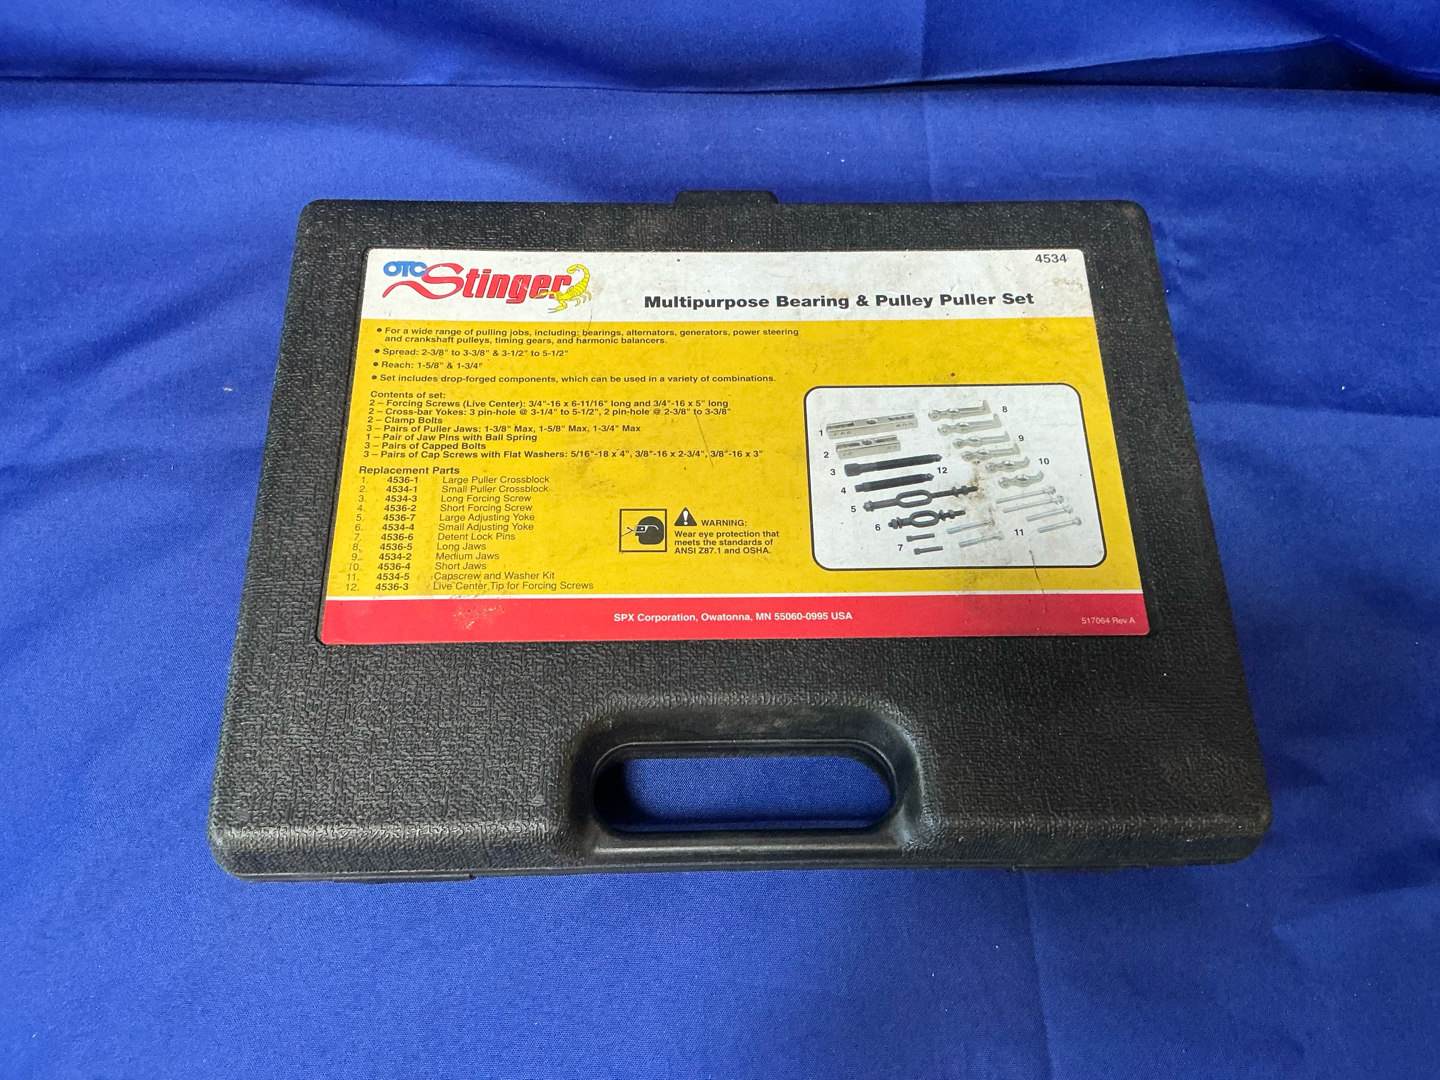 OTC Stinger
4534
Multipurpose Bearing & Pulley Puller Set
• For a wide range of pulling jobs, including: bearings, alternators, generators, power steering
and crankshaft pulleys, timing gears, and harmonic balancers.
• Spread: 2-3/8" to 3-3/8" & 3-1/2" to 5-1/2"
• Reach: 1-5/8" & 1-3/4"
• Set includes drop-forged components, which can be used in a variety of combinations.
Contents of set:
2 – Forcing Screws (Live Center): 3/4"-16 x 6-11/16" long and 3/4"-16 x 5" long
2 – Cross-bar Yokes: 3 pin-hole @ 3-1/4" to 5-1/2", 2 pin-hole @ 2-3/8" to 3-3/8"
2 – Clamp Bolts
3 – Pairs of Puller Jaws: 1-3/8" Max, 1-5/8" Max, 1-3/4" Max
1 – Pair of Jaw Pins with Ball Spring
3 – Pairs of Capped Bolts
3 – Pairs of Cap Screws with Flat Washers: 5/16"-18 x 4", 3/8"-16 x 2-3/4", 3/8"-16 x 3"
Replacement Parts
1. 4536-1 Large Puller Crossblock
2. 4534-1 Small Puller Crossblock
3. 4534-3 Long Forcing Screw
4. 4536-2 Short Forcing Screw
5. 4536-7 Large Adjusting Yoke
6. 4534-4 Small Adjusting Yoke
7. 4536-6 Detent Lock Pins
8. 4536-5 Long Jaws
9. 4534-2 Medium Jaws
10. 4536-4 Short Jaws
11. 4534-5 Capscrew and Washer Kit
12. 4536-3 Live Center Tip for Forcing Screws
WARNING:
Wear eye protection that
meets the standards of
ANSI Z87.1 and OSHA.
1
2
3
4
5
6
7
8
9
10
11
12
SPX Corporation, Owatonna, MN 55060-0995 USA
517064 Rev A